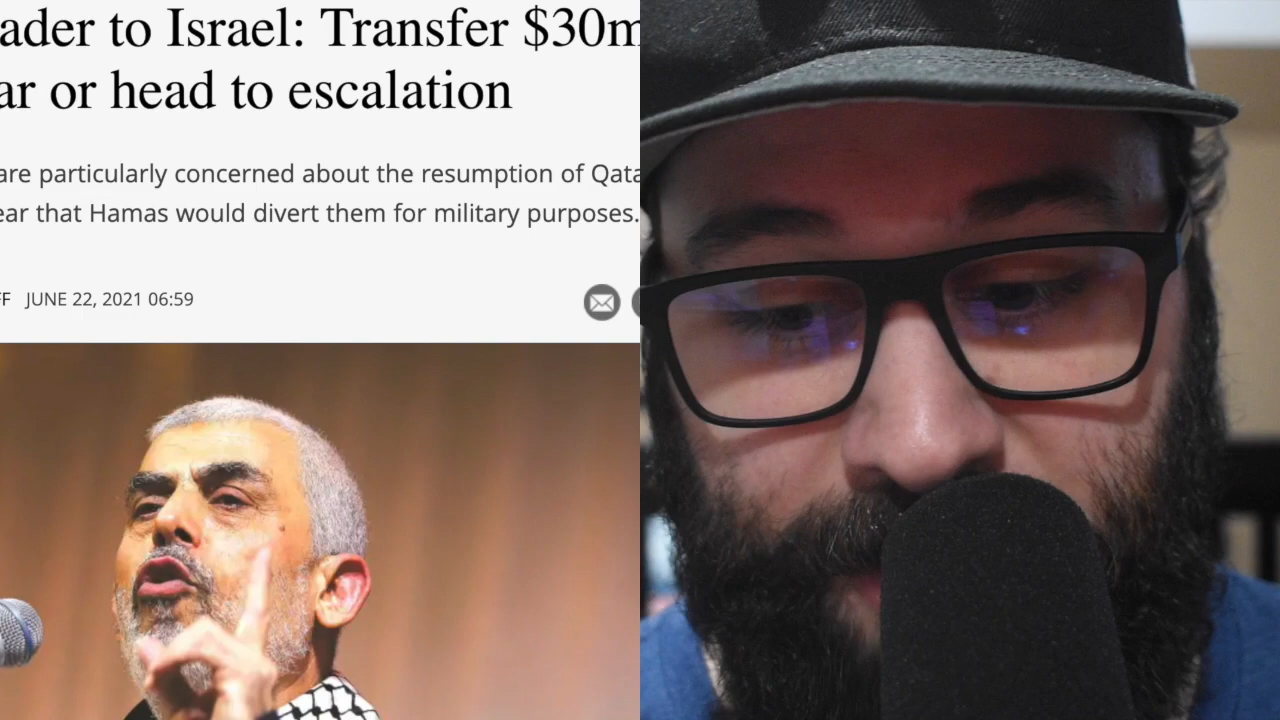 ader to Israel: Transfer $30m
ar or head to escalation
are particularly concerned about the resumption of Qata
ear that Hamas would divert them for military purposes.
FF JUNE 22, 2021 06:59